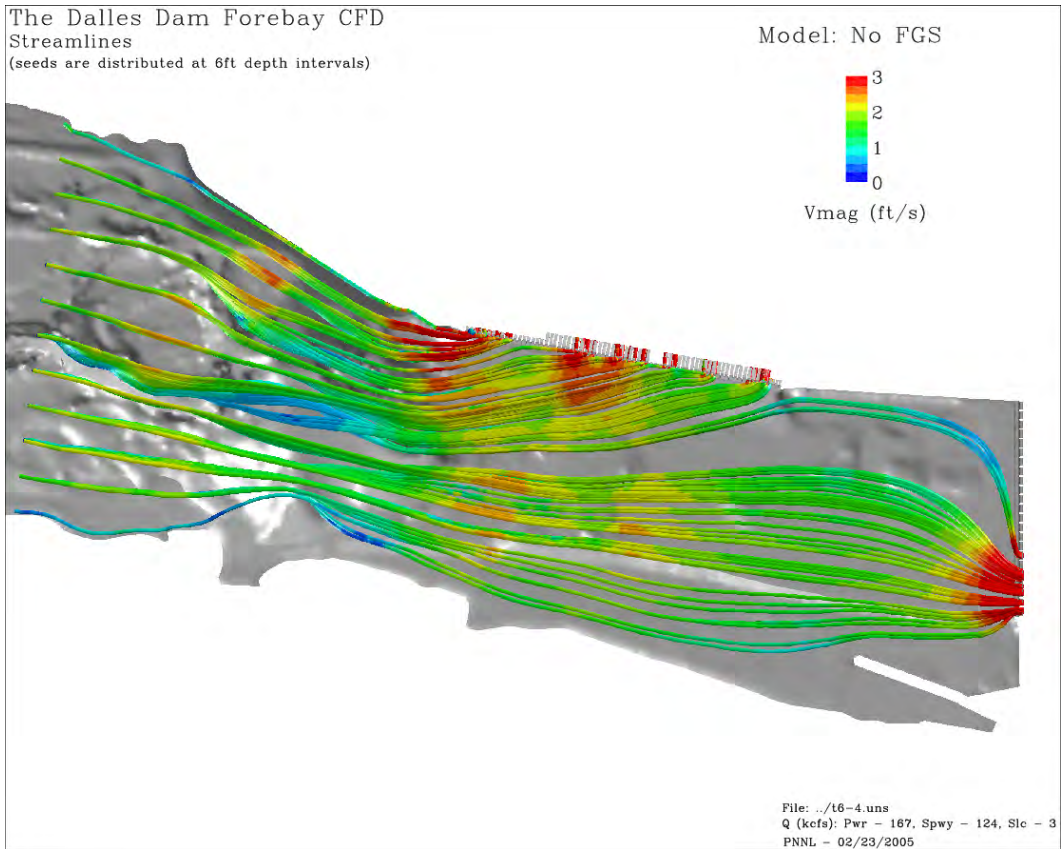 The Dalles Dam Forebay CFD
Streamlines
(seeds are distributed at 6ft depth intervals)
Model: No FGS
3
2
1
0
Vmag (ft/s)
File: ../t6-4.uns
Q (kcfs): Pwr - 167, Spwy - 124, Slc - 3
PNNL - 02/23/2005